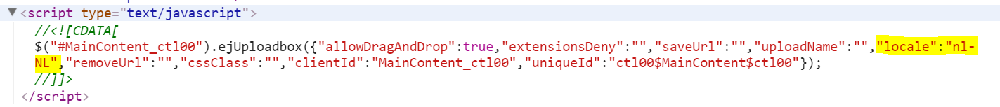 <script type="text/javascript">
//<![CDATA[
$("#MainContent_ctl00").ejUploadbox({"allowDragAndDrop":true,"extensionsDeny":"","saveUrl":"","uploadName":"","locale":"nl-
NL","removeUrl":"","cssClass":"","clientId":"MainContent_ctl00","uniqueId":"ctl00$MainContent$ctl00"});
//]]>
</script>